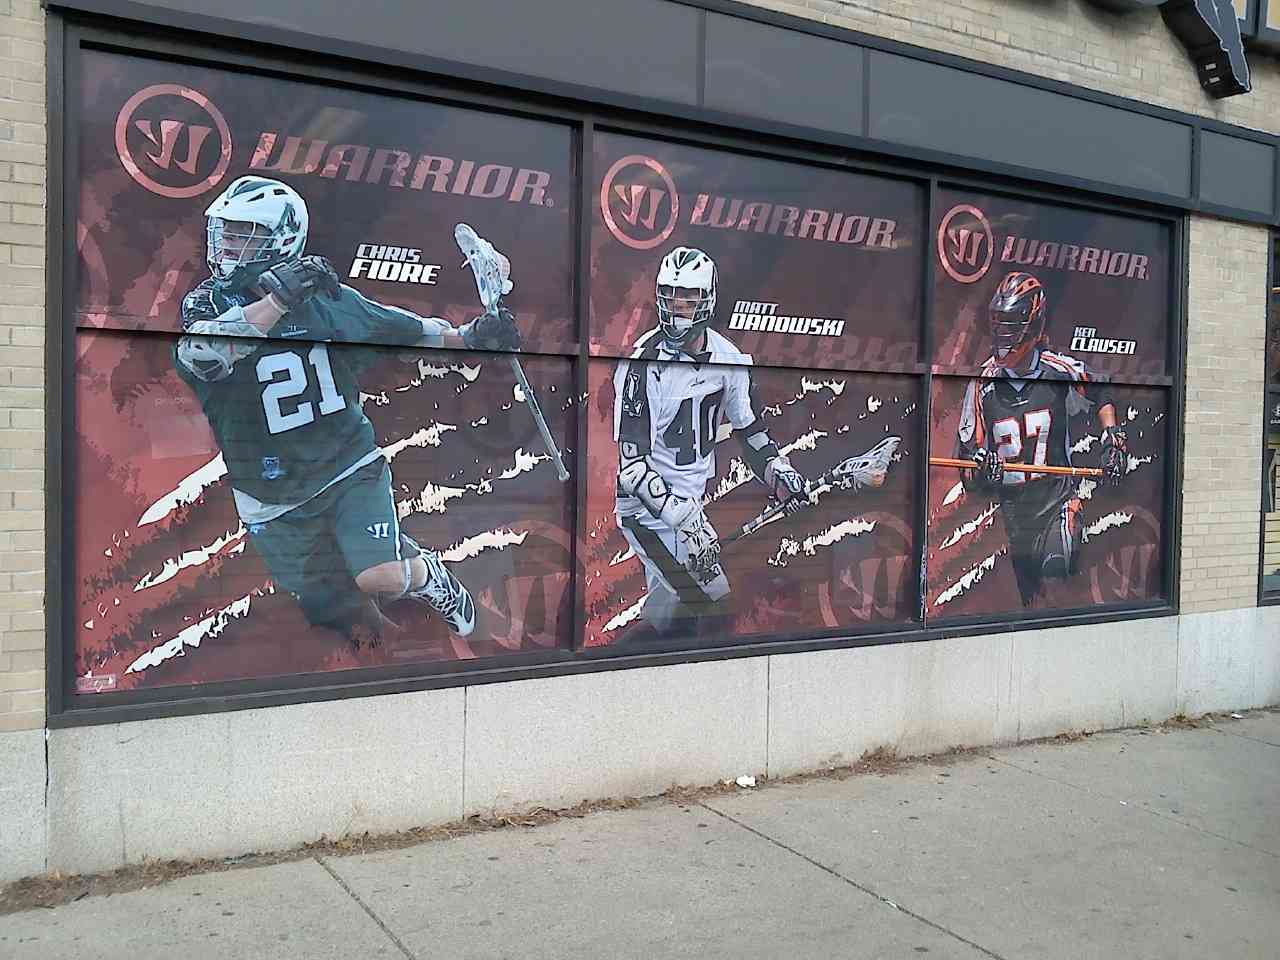 WARRIOR®
CHRIS
FIORE
21
WARRIOR
MATT
DANOWSKI
40
WARRIOR
KEN
CLAUSEN
27